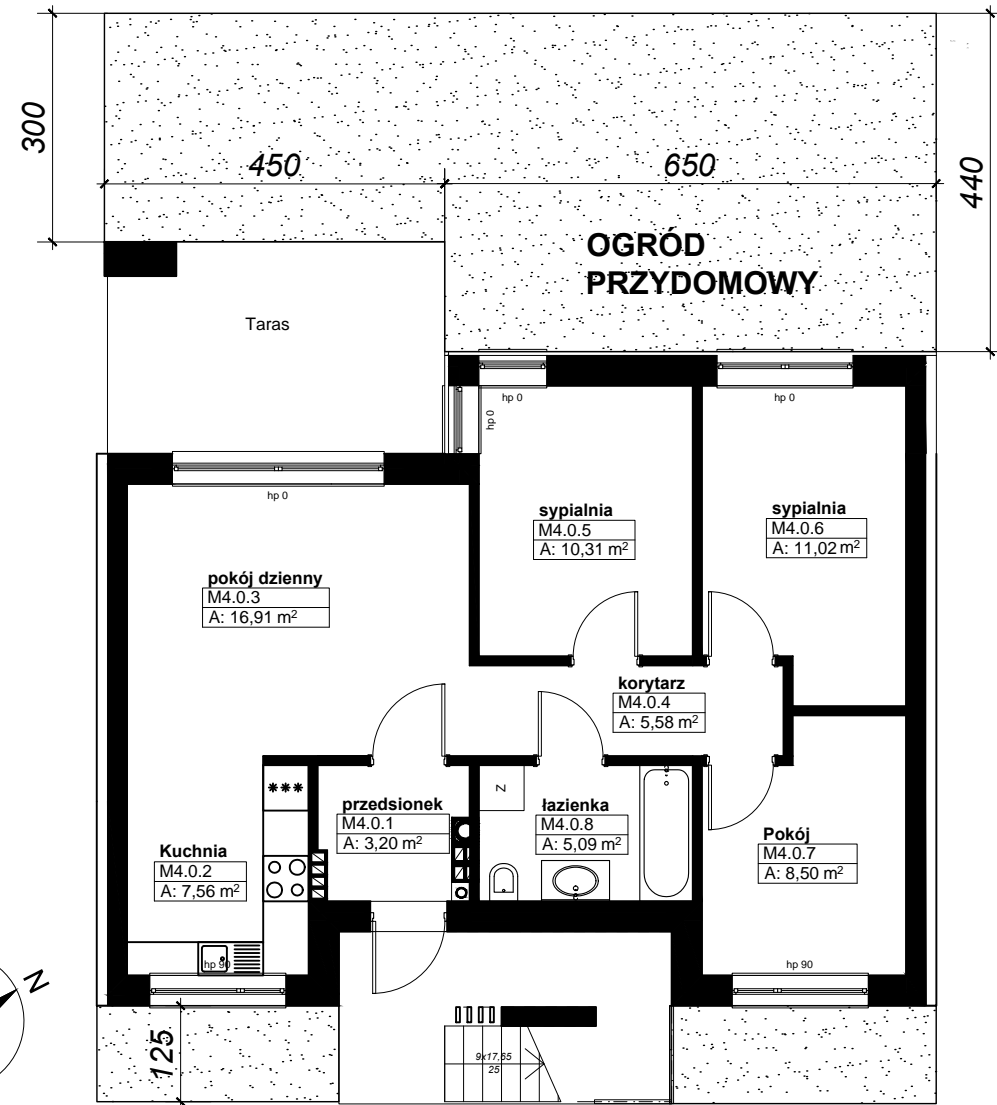 300
450
650
440
OGRÓD
PRZYDOMOWY
Taras
hp 0
hp 0
hp 0
hp 0
sypialnia
M4.0.5
A: 10,31 m²
sypialnia
M4.0.6
A: 11,02 m²
pokój dzienny
M4.0.3
A: 16,91 m²
korytarz
M4.0.4
A: 5,58 m²
przedsionek
M4.0.1
A: 3,20 m²
Z
łazienka
M4.0.8
A: 5,09 m²
Pokój
M4.0.7
A: 8,50 m²
Kuchnia
M4.0.2
A: 7,56 m²
hp 90
hp 90
N
125
9x17,65
25